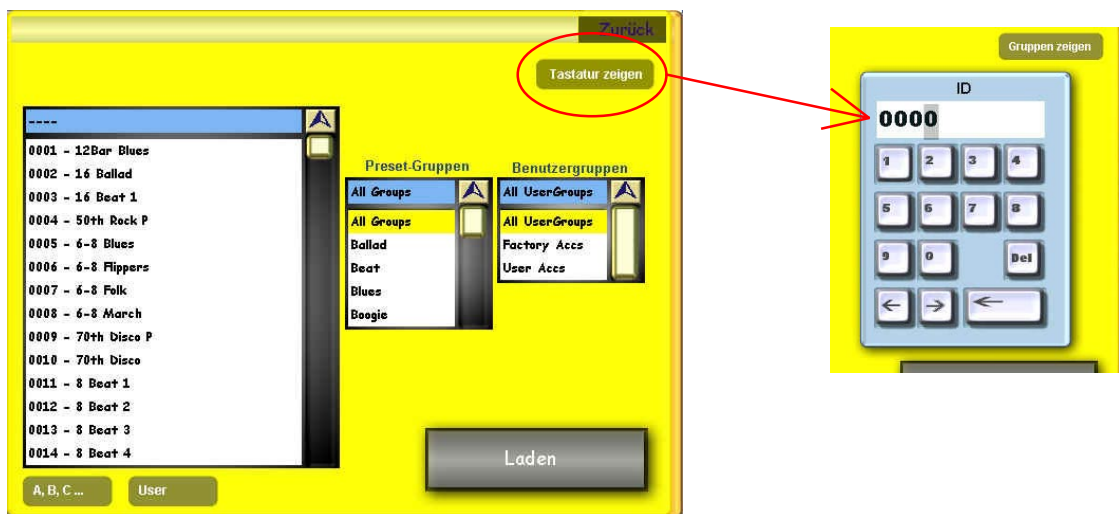 Zurück
Tastatur zeigen
----
0001 - 12Bar Blues
0002 - 16 Ballad
0003 - 16 Beat 1
0004 - 50th Rock P
0005 - 6-8 Blues
0006 - 6-8 Flippers
0007 - 6-8 Folk
0008 - 6-8 March
0009 - 70th Disco P
0010 - 70th Disco
0011 - 8 Beat 1
0012 - 8 Beat 2
0013 - 8 Beat 3
0014 - 8 Beat 4
Preset-Gruppen
All Groups
All Groups
Ballad
Beat
Blues
Boogie
Benutzergruppen
All UserGroups
All UserGroups
Factory Accs
User Accs
Laden
A, B, C ...
User
Gruppen zeigen
ID
0000
1 2 3 4
5 6 7 8
9 0 Del
← → ←